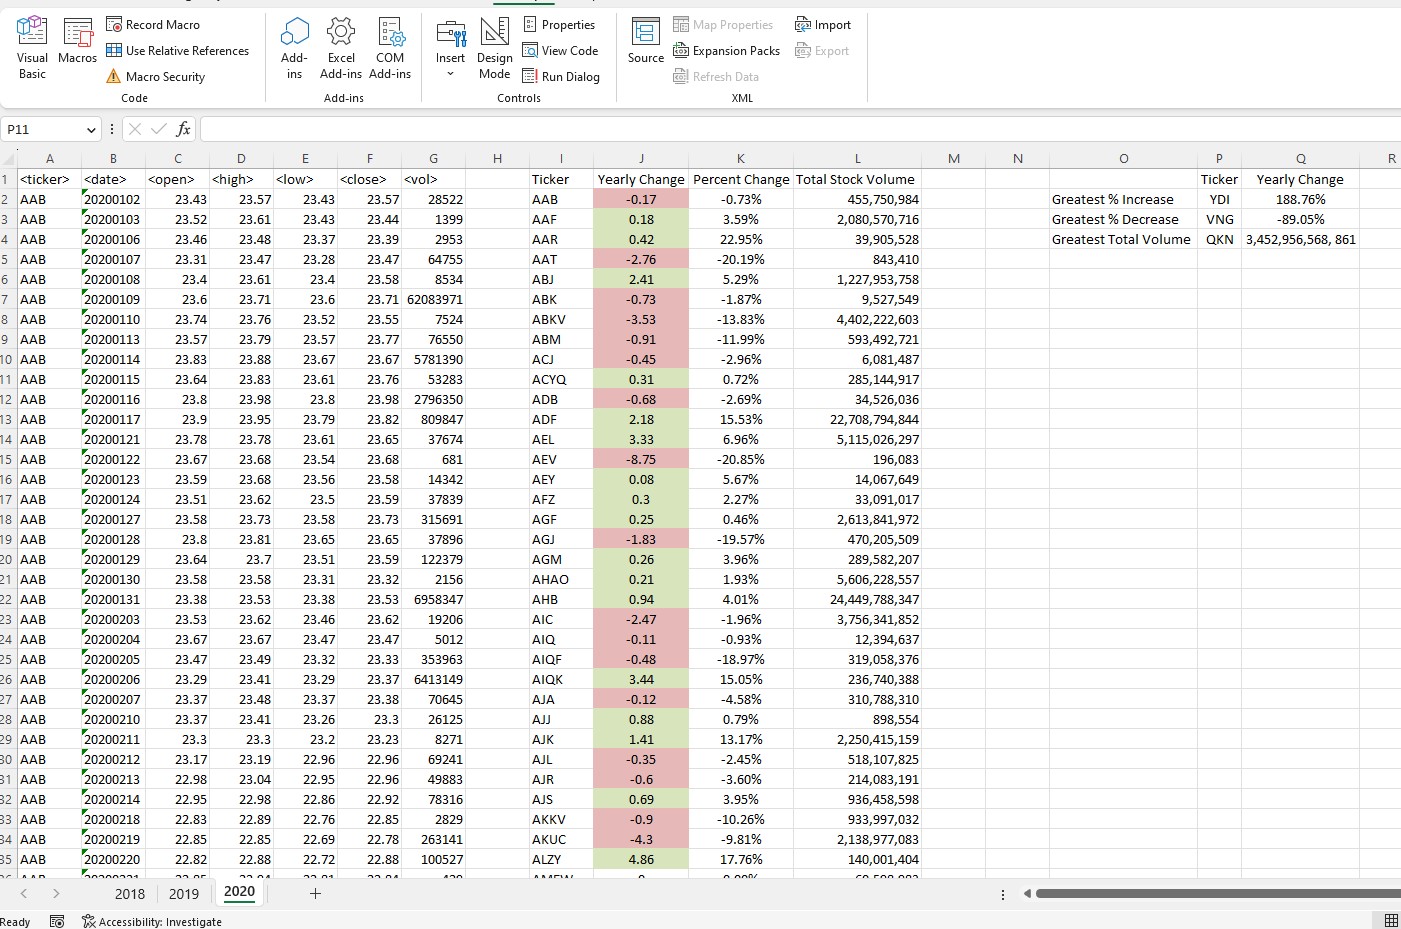 Visual Basic
Macros
Record Macro
Use Relative References
Macro Security
Code
Add-ins
Excel Add-ins
COM Add-ins
Add-ins
Insert
Design Mode
Properties
View Code
Run Dialog
Controls
Source
Map Properties
Expansion Packs
Refresh Data
Import
Export
XML
P11 fx
A B C D E F G H I J K L M N O P Q R
1 <ticker> <date> <open> <high> <low> <close> <vol> Ticker Yearly Change Percent Change Total Stock Volume Ticker Yearly Change
2 AAB 20200102 23.43 23.57 23.43 23.57 28522 AAB -0.17 -0.73% 455,750,984 Greatest % Increase YDI 188.76%
3 AAB 20200103 23.52 23.61 23.43 23.44 1399 AAF 0.18 3.59% 2,080,570,716 Greatest % Decrease VNG -89.05%
4 AAB 20200106 23.46 23.48 23.37 23.39 2953 AAR 0.42 22.95% 39,905,528 Greatest Total Volume QKN 3,452,956,568, 861
5 AAB 20200107 23.31 23.47 23.28 23.47 64755 AAT -2.76 -20.19% 843,410
6 AAB 20200108 23.4 23.61 23.4 23.58 8534 ABJ 2.41 5.29% 1,227,953,758
7 AAB 20200109 23.6 23.71 23.6 23.71 62083971 ABK -0.73 -1.87% 9,527,549
8 AAB 20200110 23.74 23.76 23.52 23.55 7524 ABKV -3.53 -13.83% 4,402,222,603
9 AAB 20200113 23.57 23.79 23.57 23.77 76550 ABM -0.91 -11.99% 593,492,721
10 AAB 20200114 23.83 23.88 23.67 23.67 5781390 ACJ -0.45 -2.96% 6,081,487
11 AAB 20200115 23.64 23.83 23.61 23.76 53283 ACYQ 0.31 0.72% 285,144,917
12 AAB 20200116 23.8 23.98 23.8 23.98 2796350 ADB -0.68 -2.69% 34,526,036
13 AAB 20200117 23.9 23.95 23.79 23.82 809847 ADF 2.18 15.53% 22,708,794,844
14 AAB 20200121 23.78 23.78 23.61 23.65 37674 AEL 3.33 6.96% 5,115,026,297
15 AAB 20200122 23.67 23.68 23.54 23.68 681 AEV -8.75 -20.85% 196,083
16 AAB 20200123 23.59 23.68 23.56 23.58 14342 AEY 0.08 5.67% 14,067,649
17 AAB 20200124 23.51 23.62 23.5 23.59 37839 AFZ 0.3 2.27% 33,091,017
18 AAB 20200127 23.58 23.73 23.58 23.73 315691 AGF 0.25 0.46% 2,613,841,972
19 AAB 20200128 23.8 23.81 23.65 23.65 37896 AGJ -1.83 -19.57% 470,205,509
20 AAB 20200129 23.64 23.7 23.51 23.59 122379 AGM 0.26 3.96% 289,582,207
21 AAB 20200130 23.58 23.58 23.31 23.32 2156 AHAO 0.21 1.93% 5,606,228,557
22 AAB 20200131 23.38 23.53 23.38 23.53 6958347 AHB 0.94 4.01% 24,449,788,347
23 AAB 20200203 23.53 23.62 23.46 23.62 19206 AIC -2.47 -1.96% 3,756,341,852
24 AAB 20200204 23.67 23.67 23.47 23.47 5012 AIQ -0.11 -0.93% 12,394,637
25 AAB 20200205 23.47 23.49 23.32 23.33 353963 AIQF -0.48 -18.97% 319,058,376
26 AAB 20200206 23.29 23.41 23.29 23.37 6413149 AIQK 3.44 15.05% 236,740,388
27 AAB 20200207 23.37 23.48 23.37 23.38 70645 AJA -0.12 -4.58% 310,788,310
28 AAB 20200210 23.37 23.41 23.26 23.3 26125 AJJ 0.88 0.79% 898,554
29 AAB 20200211 23.3 23.3 23.2 23.23 8271 AJK 1.41 13.17% 2,250,415,159
30 AAB 20200212 23.17 23.19 22.96 22.96 69241 AJL -0.35 -2.45% 518,107,825
31 AAB 20200213 22.98 23.04 22.95 22.96 49883 AJR -0.6 -3.60% 214,083,191
32 AAB 20200214 22.95 22.98 22.86 22.92 78316 AJS 0.69 3.95% 936,458,598
33 AAB 20200218 22.83 22.89 22.76 22.85 2829 AKKV -0.9 -10.26% 933,997,032
34 AAB 20200219 22.85 22.85 22.69 22.78 263141 AKUC -4.3 -9.81% 2,138,977,083
35 AAB 20200220 22.82 22.88 22.72 22.88 100527 ALZY 4.86 17.76% 140,001,404
2018 2019 2020 +
Ready Accessibility: Investigate